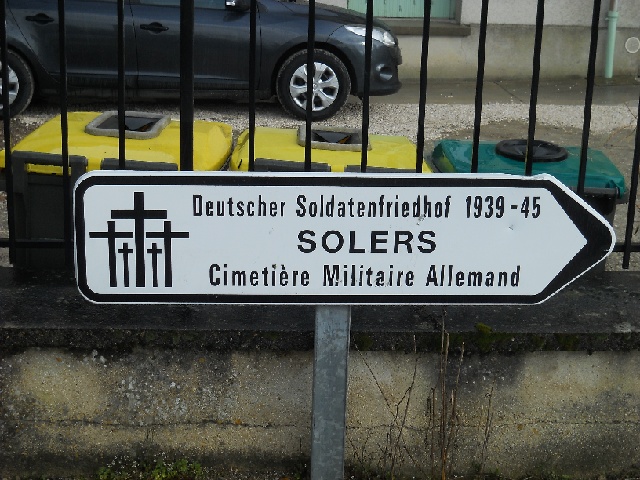 Deutscher Soldatenfriedhof 1939-45
SOLERS
Cimetière Militaire Allemand